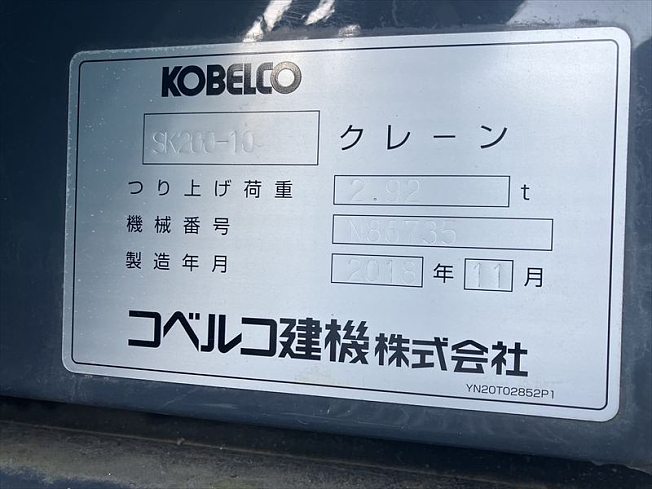 KOBELCO
SK200-10 クレーン
つり上げ荷重 2.92 t
機械番号 N86735
製造年月 2018 年 11 月
コベルコ建機株式会社
YN20T02852P1